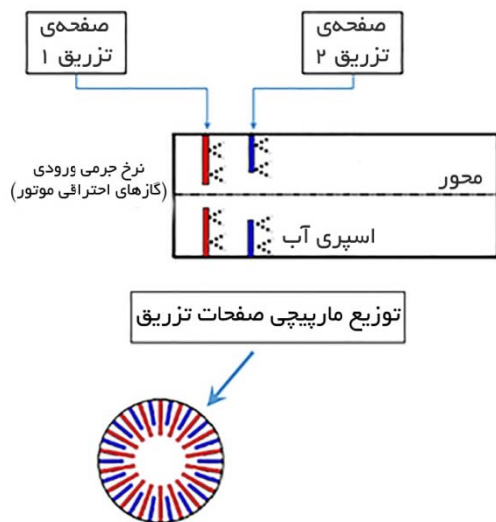 صفحه‌ی
تزریق ۱
صفحه‌ی
تزریق ۲
نرخ جرمی ورودی
(گازهای احتراقی موتور)
محور
اسپری آب
توزیع مارپیچی صفحات تزریق